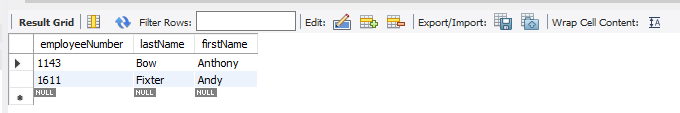 Result Grid Filter Rows: Edit: Export/Import: Wrap Cell Content: IA
employeeNumber lastName firstName
1143 Bow Anthony
1611 Fixter Andy
NULL NULL NULL